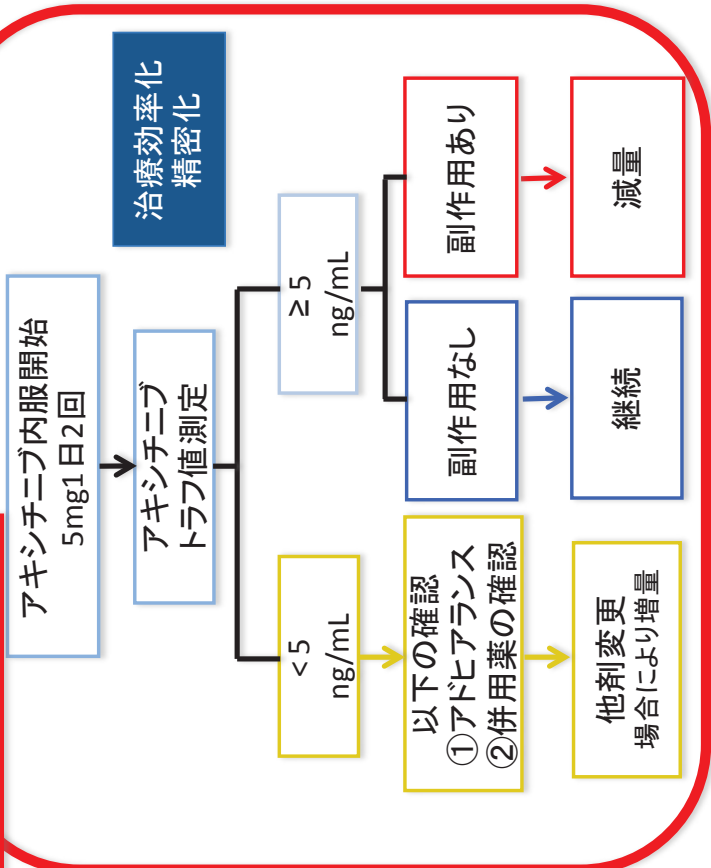 アキシチニブ内服開始
5mg1日2回
治療効率化
精密化
アキシチニブ
トラフ値測定
<5
ng/mL
≥5
ng/mL
以下の確認
①アドヒアランス
②併用薬の確認
副作用なし
副作用あり
他剤変更
場合により増量
継続
減量